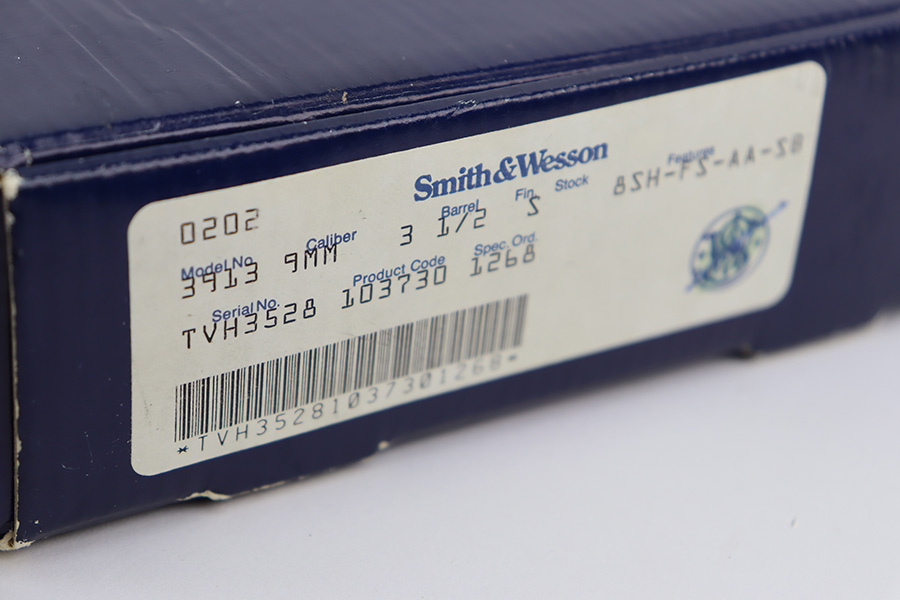 Smith&Wesson
0202
Model No. Caliber Barrel Fin. Stock Features
3913 9MM 3 1/2 S 8SH-FS-AA-SB
Serial No. Product Code Spec. Ord.
TVH3528 103730 1268
*TVH35281037301268*